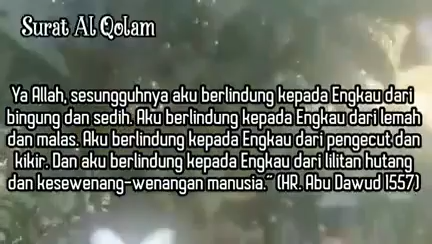 Surat Al Qolam
Ya Allah, sesungguhnya aku berlindung kepada Engkau dari
bingung dan sedih. Aku berlindung kepada Engkau dari lemah
dan malas. Aku berlindung kepada Engkau dari pengecut dan
kikir. Dan aku berlindung kepada Engkau dari lilitan hutang
dan kesewenang-wenangan manusia.” (HR. Abu Dawud 1557)